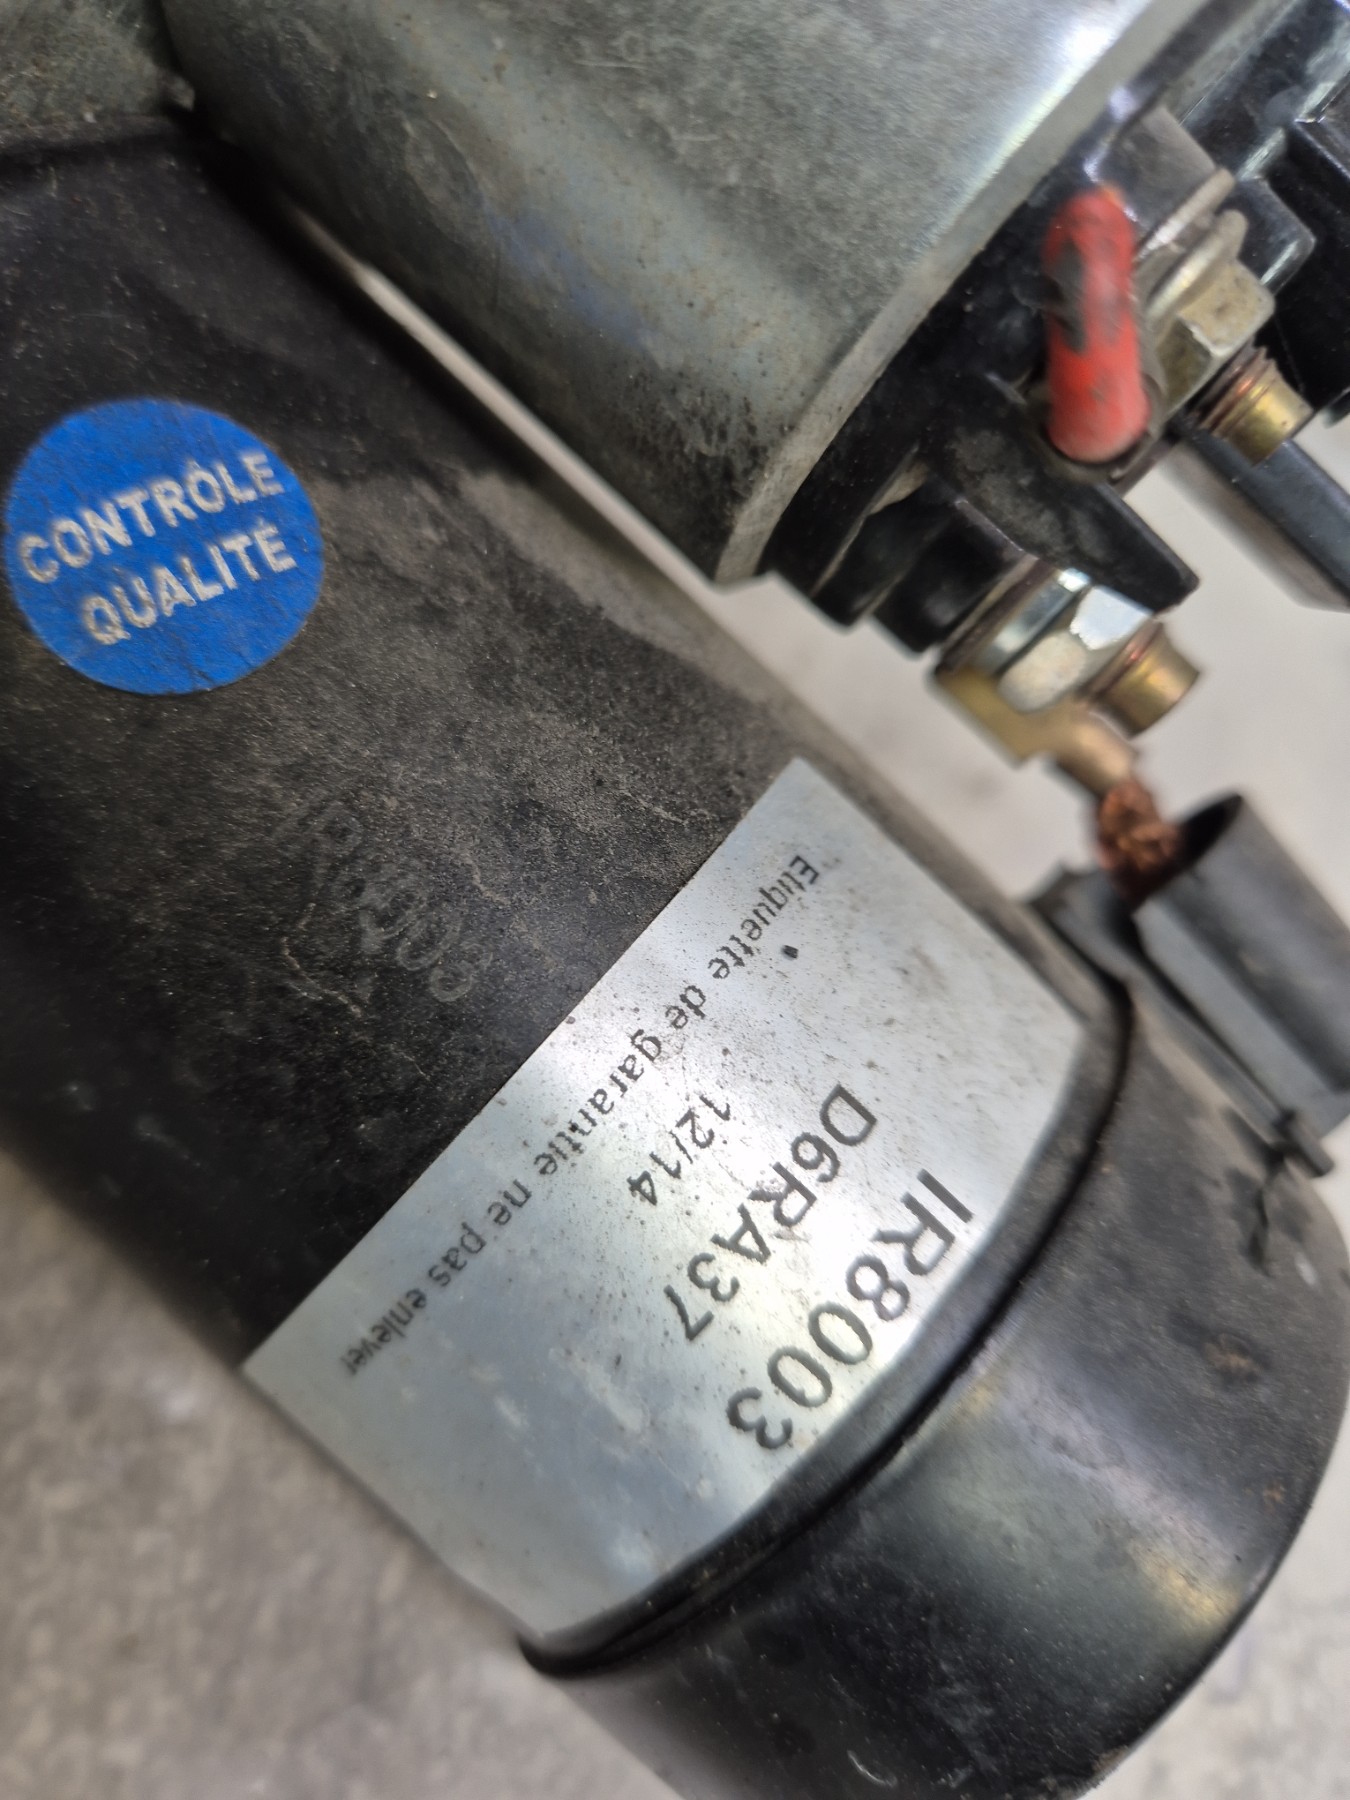 CONTRÔLE
QUALITÉ
IR8003
D6RA37
12/14
Etiquette de garantie ne pas enlever